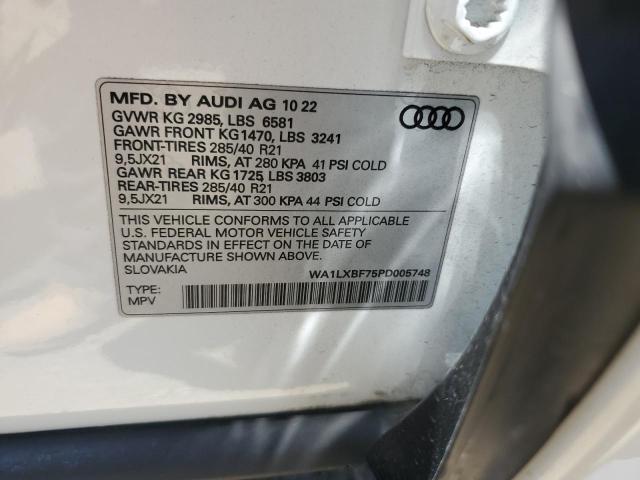 MFD. BY AUDI AG 10 22
GVWR KG 2985, LBS 6581
GAWR FRONT KG1470, LBS 3241
FRONT-TIRES 285/40 R21
9,5JX21 RIMS, AT 280 KPA 41 PSI COLD
GAWR REAR KG 1725 LBS 3803
REAR-TIRES 285/40 R21
9,5JX21 RIMS, AT 300 KPA 44 PSI COLD
THIS VEHICLE CONFORMS TO ALL APPLICABLE
U.S. FEDERAL MOTOR VEHICLE SAFETY
STANDARDS IN EFFECT ON THE DATE OF
MANUFACTURE SHOWN ABOVE.
SLOVAKIA WA1LXBF75PD005748
TYPE:
MPV